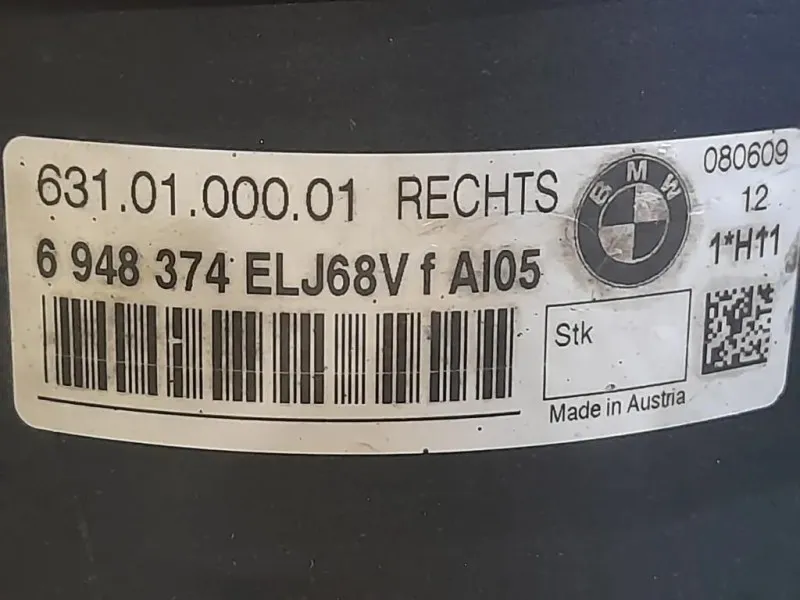 631.01.000.01 RECHTS
6 948 374 ELJ68V f AI05
BMW
080609
12
1*H11
Stk
Made in Austria